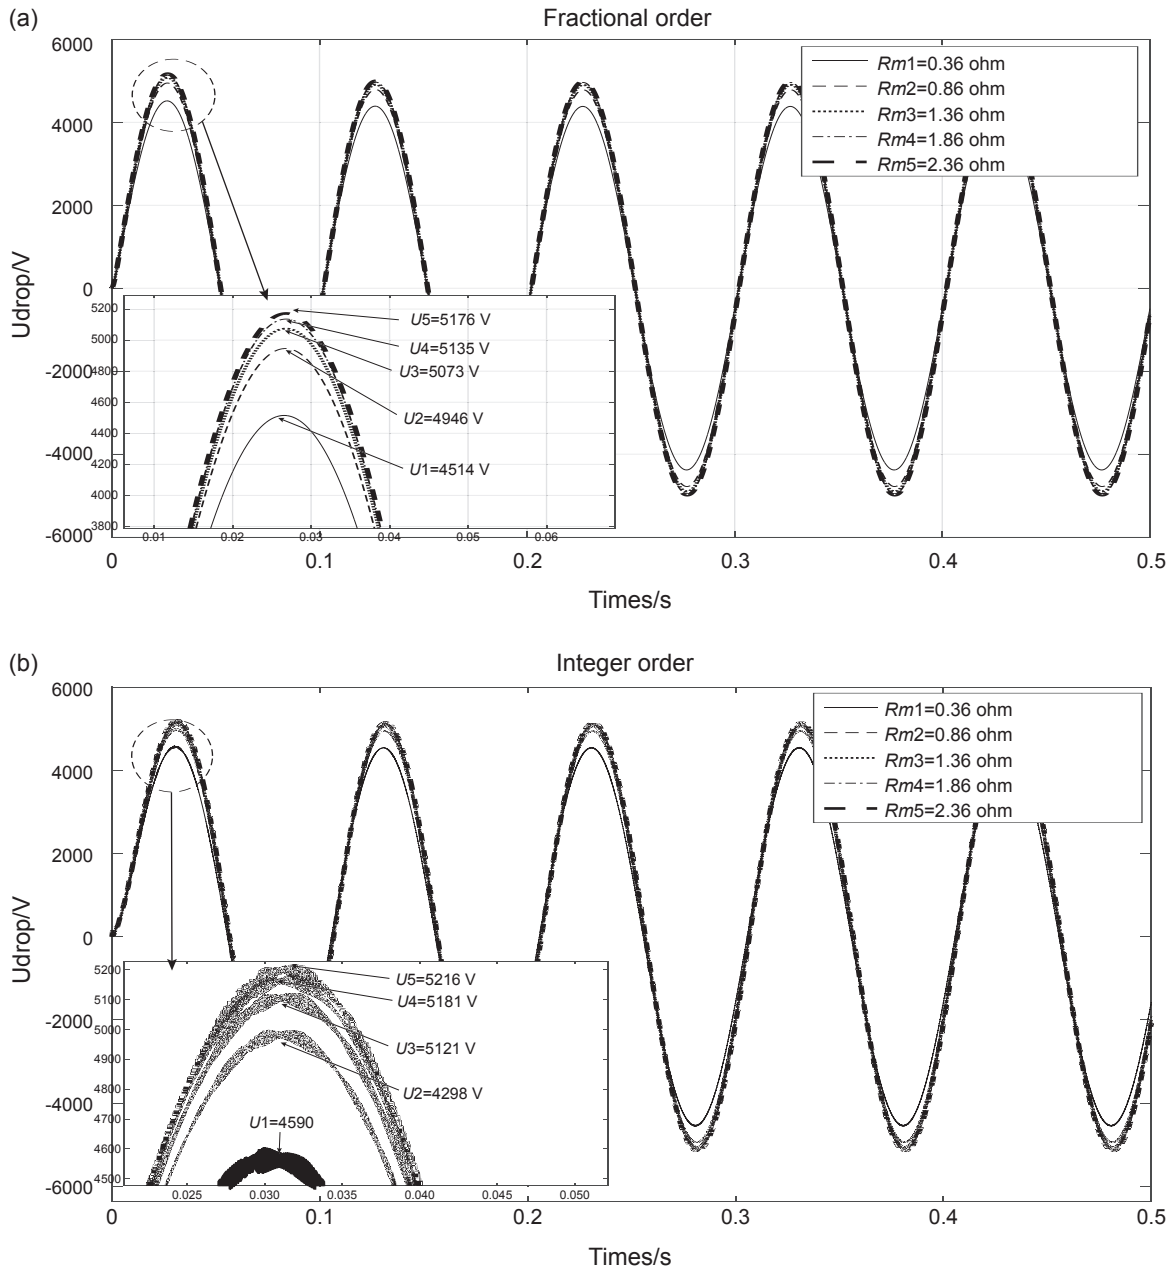 (a)
Fractional order
6000
4000
2000
0
-2000
-4000
-6000
Udrop/V
Rm1=0.36 ohm
Rm2=0.86 ohm
Rm3=1.36 ohm
Rm4=1.86 ohm
Rm5=2.36 ohm
5200
5000
4800
4600
4400
4200
4000
3800
U5=5176 V
U4=5135 V
U3=5073 V
U2=4946 V
U1=4514 V
0.01 0.02 0.03 0.04 0.05 0.06
0 0.1 0.2 0.3 0.4 0.5
Times/s
(b)
Integer order
6000
4000
2000
0
-2000
-4000
-6000
Udrop/V
Rm1=0.36 ohm
Rm2=0.86 ohm
Rm3=1.36 ohm
Rm4=1.86 ohm
Rm5=2.36 ohm
5200
5100
5000
4900
4800
4700
4600
4500
U5=5216 V
U4=5181 V
U3=5121 V
U2=4298 V
U1=4590
0.025 0.030 0.035 0.040 0.045 0.050
0 0.1 0.2 0.3 0.4 0.5
Times/s